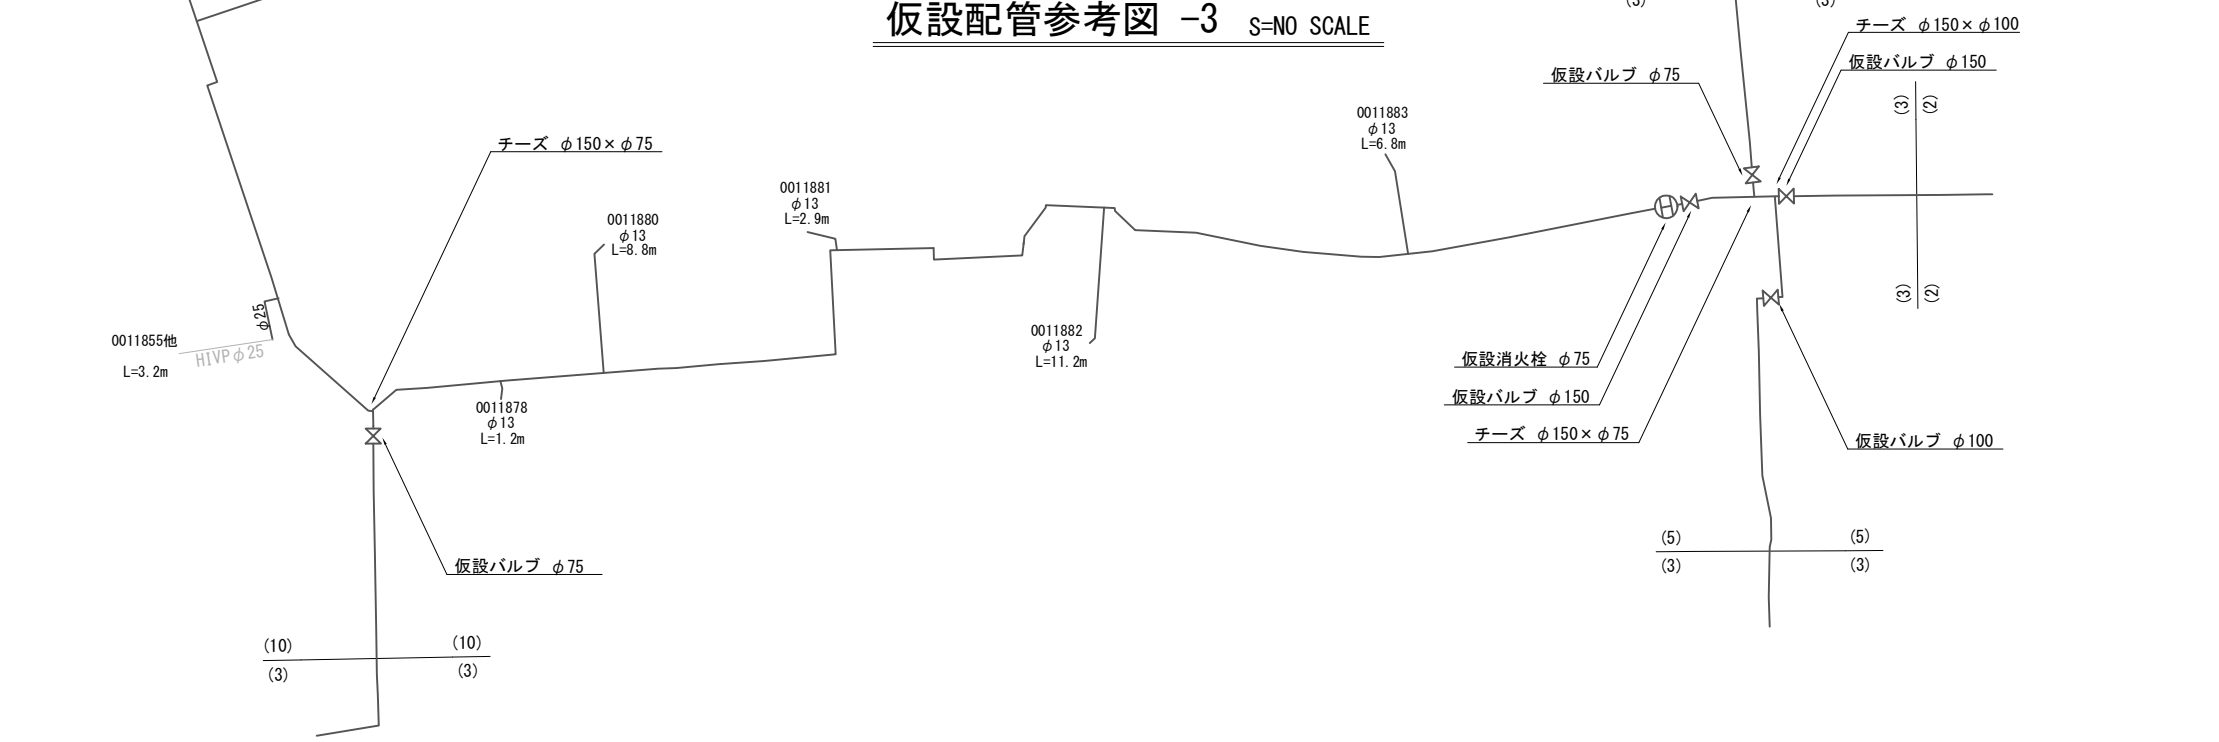 仮設配管参考図 -3 S=NO SCALE
(3)
(3)
チーズ φ150×φ100
仮設バルブ φ150
仮設バルブ φ75
(3)
(2)
0011883
φ13
L=6.8m
チーズ φ150×φ75
0011881
φ13
L=2.9m
0011880
φ13
L=8.8m
(3)
(2)
φ25
0011855他
HIVPφ25
L=3.2m
0011882
φ13
L=11.2m
仮設消火栓 φ75
仮設バルブ φ150
チーズ φ150×φ75
仮設バルブ φ100
0011878
φ13
L=1.2m
(5)
(5)
(3)
(3)
仮設バルブ φ75
(10)
(10)
(3)
(3)